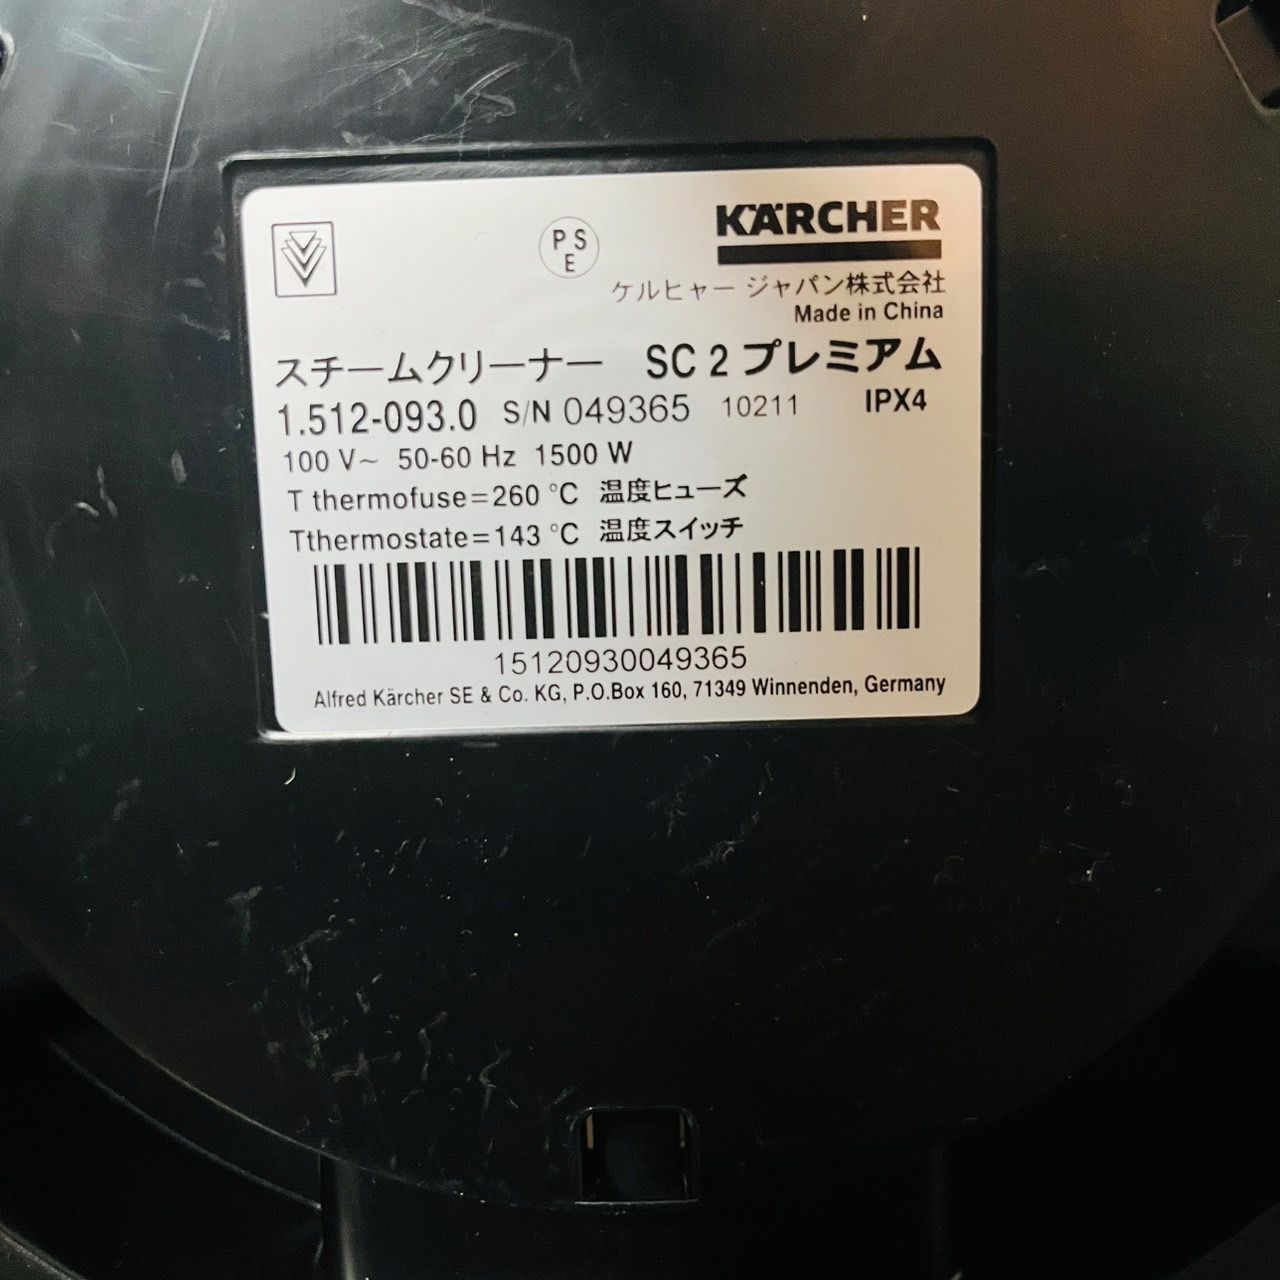 PS
E
KÄRCHER
ケルヒャー ジャパン株式会社
Made in China
スチームクリーナー SC 2 プレミアム
1.512-093.0 S/N 049365 10211 IPX4
100 V~ 50-60 Hz 1500 W
T thermofuse=260 °C 温度ヒューズ
Tthermostate=143 °C 温度スイッチ
15120930049365
Alfred Kärcher SE & Co. KG, P.O.Box 160, 71349 Winnenden, Germany